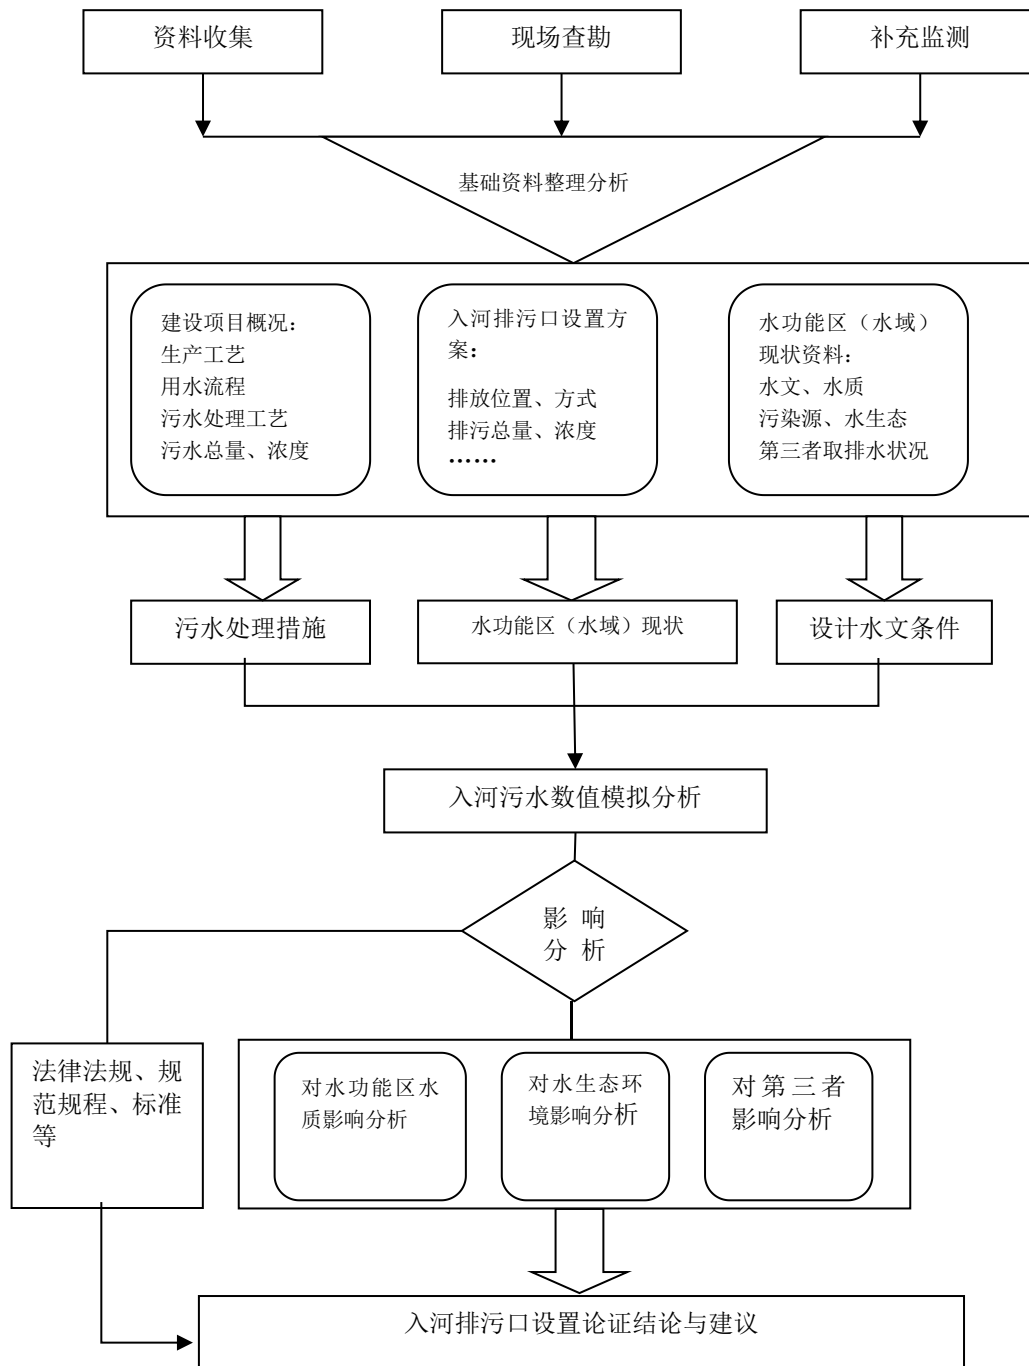 资料收集
现场查勘
补充监测
基础资料整理分析
建设项目概况:
生产工艺
用水流程
污水处理工艺
污水总量、浓度
入河排污口设置方
案:
排放位置、方式
排污总量、浓度
……
水功能区（水域）
现状资料:
水文、水质
污染源、水生态
第三者取排水状况
污水处理措施
水功能区（水域）现状
设计水文条件
入河污水数值模拟分析
影 响
分 析
法律法规、规
范规程、标准
等
对水功能区水
质影响分析
对水生态环
境影响分析
对第三者
影响分析
入河排污口设置论证结论与建议